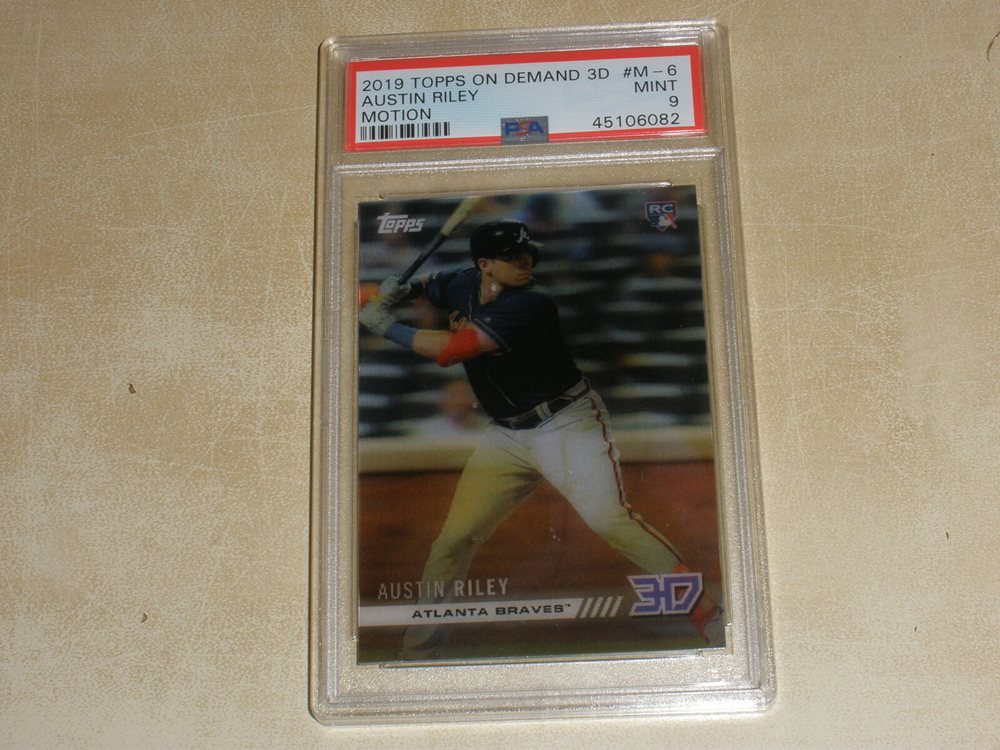 2019 TOPPS ON DEMAND 3D #M-6
AUSTIN RILEY MINT
MOTION 9
PSA 45106082
Topps
RC
A
AUSTIN RILEY
ATLANTA BRAVES™
3D